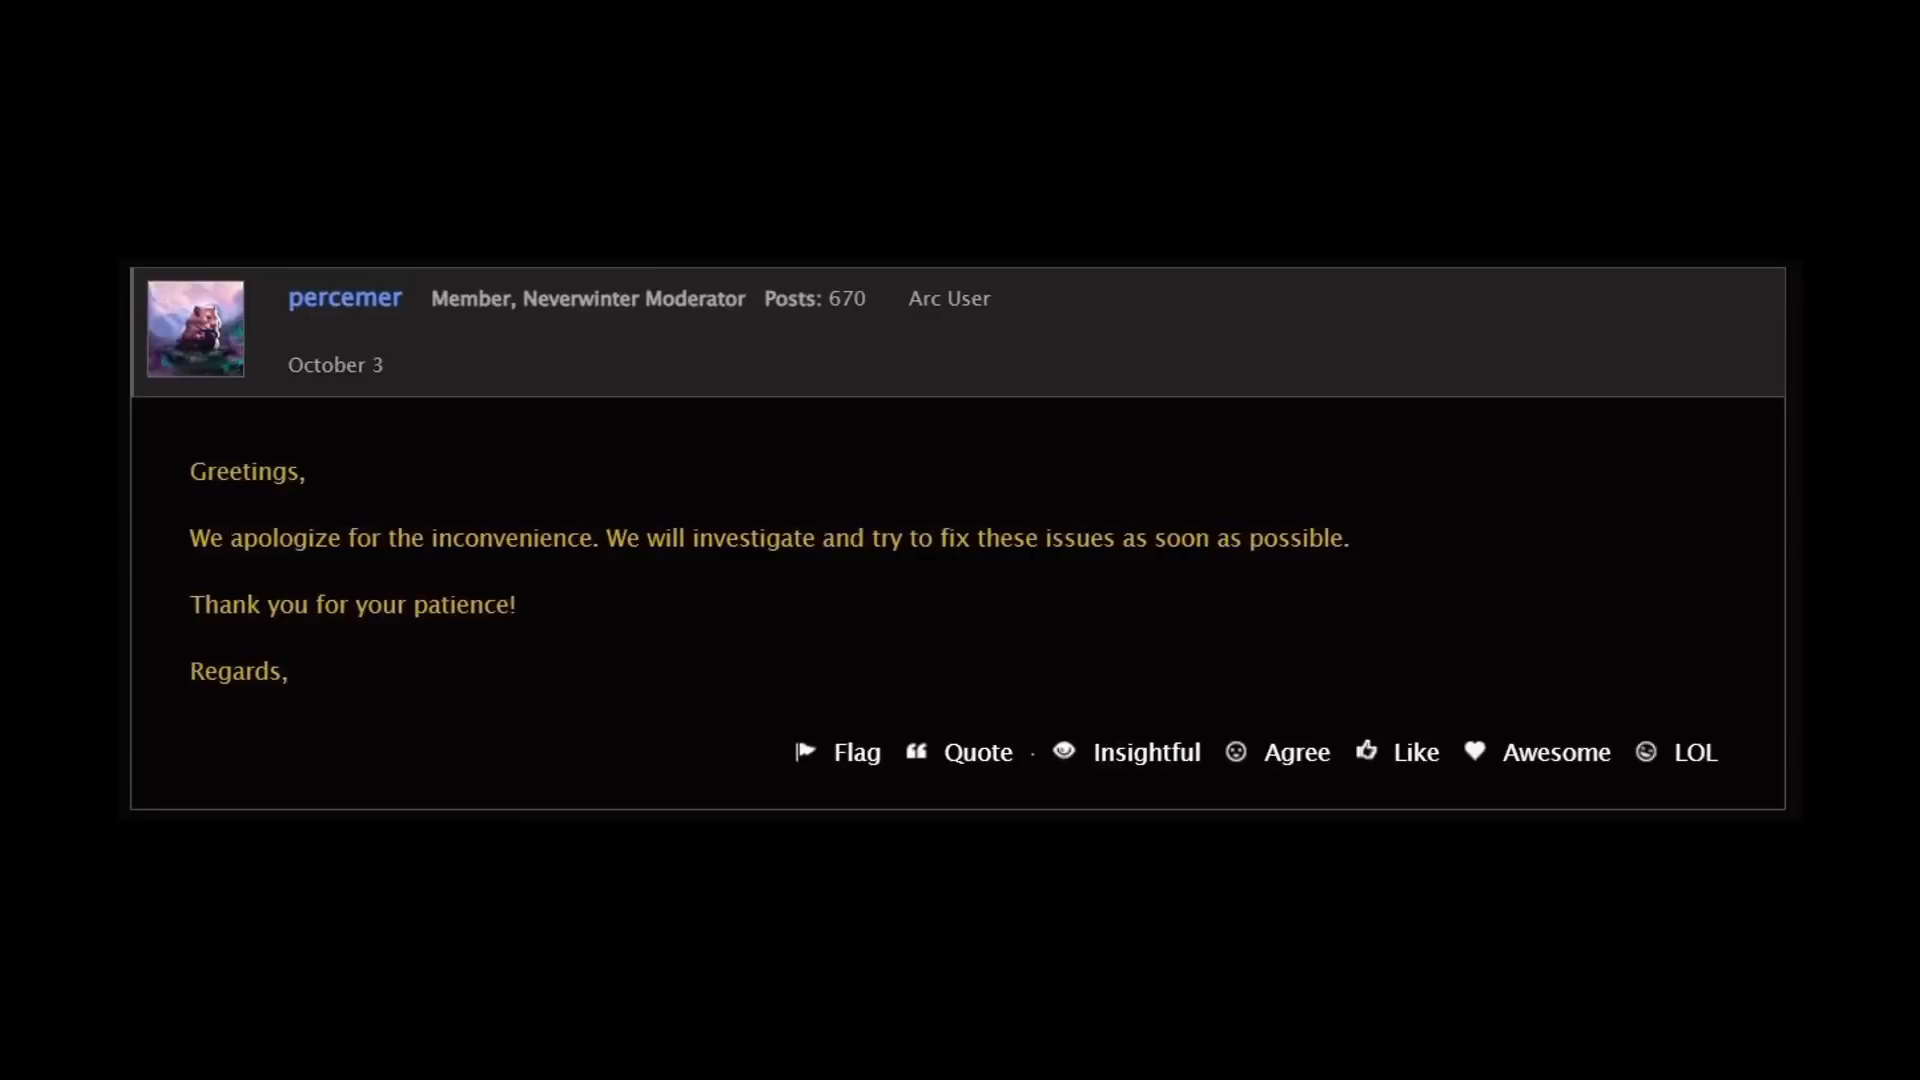 percemer Member, Neverwinter Moderator Posts: 670 Arc User
October 3
Greetings,
We apologize for the inconvenience. We will investigate and try to fix these issues as soon as possible.
Thank you for your patience!
Regards,
Flag Quote · Insightful Agree Like Awesome LOL